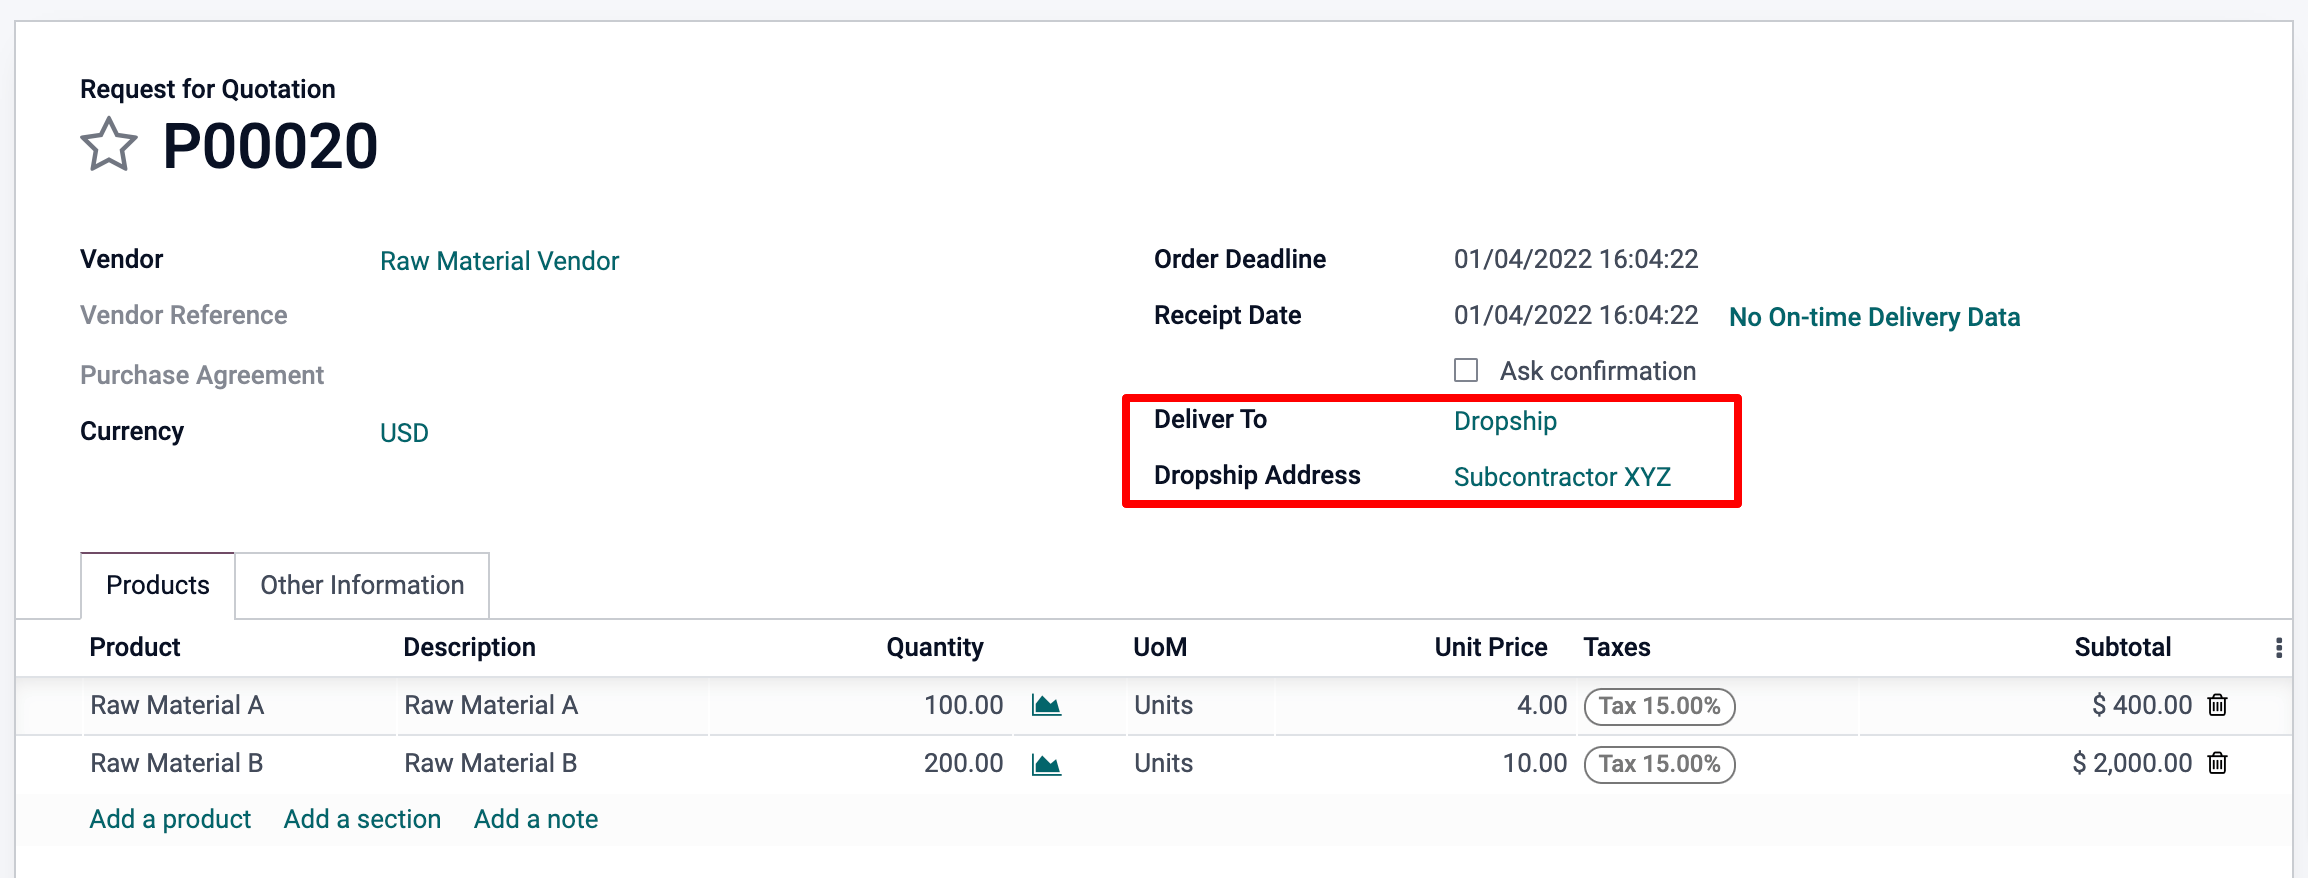 Request for Quotation
P00020
Vendor Raw Material Vendor
Vendor Reference
Purchase Agreement
Currency USD
Order Deadline 01/04/2022 16:04:22
Receipt Date 01/04/2022 16:04:22 No On-time Delivery Data
Ask confirmation
Deliver To Dropship
Dropship Address Subcontractor XYZ
Products Other Information
Product Description Quantity UoM Unit Price Taxes Subtotal
Raw Material A Raw Material A 100.00 Units 4.00 Tax 15.00% $ 400.00
Raw Material B Raw Material B 200.00 Units 10.00 Tax 15.00% $ 2,000.00
Add a product Add a section Add a note